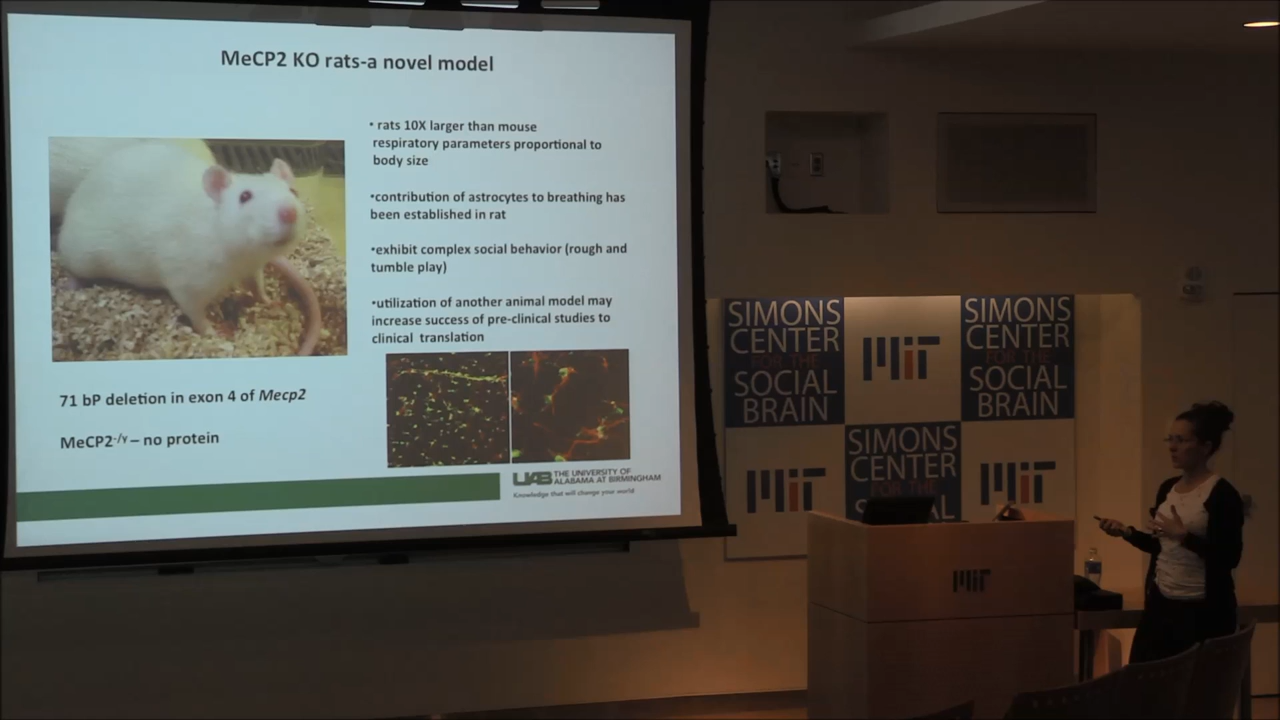 MeCP2 KO rats-a novel model
• rats 10X larger than mouse
respiratory parameters proportional to
body size
•contribution of astrocytes to breathing has
been established in rat
•exhibit complex social behavior (rough and
tumble play)
•utilization of another animal model may
increase success of pre-clinical studies to
clinical translation
71 bP deletion in exon 4 of Mecp2
MeCP2-/y – no protein
UAB THE UNIVERSITY OF
ALABAMA AT BIRMINGHAM
Knowledge that will change your world
SIMONS
CENTER
FOR THE
SOCIAL
BRAIN
MIT
SIMONS
CENTER
FOR THE
SOCIAL
BRAIN
MIT
SIMONS
CENTER
FOR THE
SOCIAL
MIT
MIT